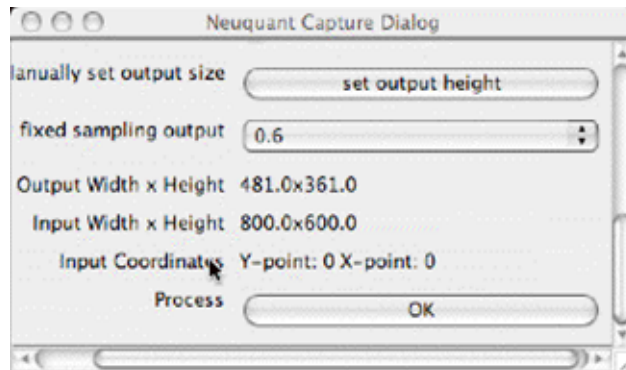 Neuquant Capture Dialog
anually set output size set output height
fixed sampling output 0.6
Output Width x Height 481.0x361.0
Input Width x Height 800.0x600.0
Input Coordinates Y-point: 0 X-point: 0
Process OK